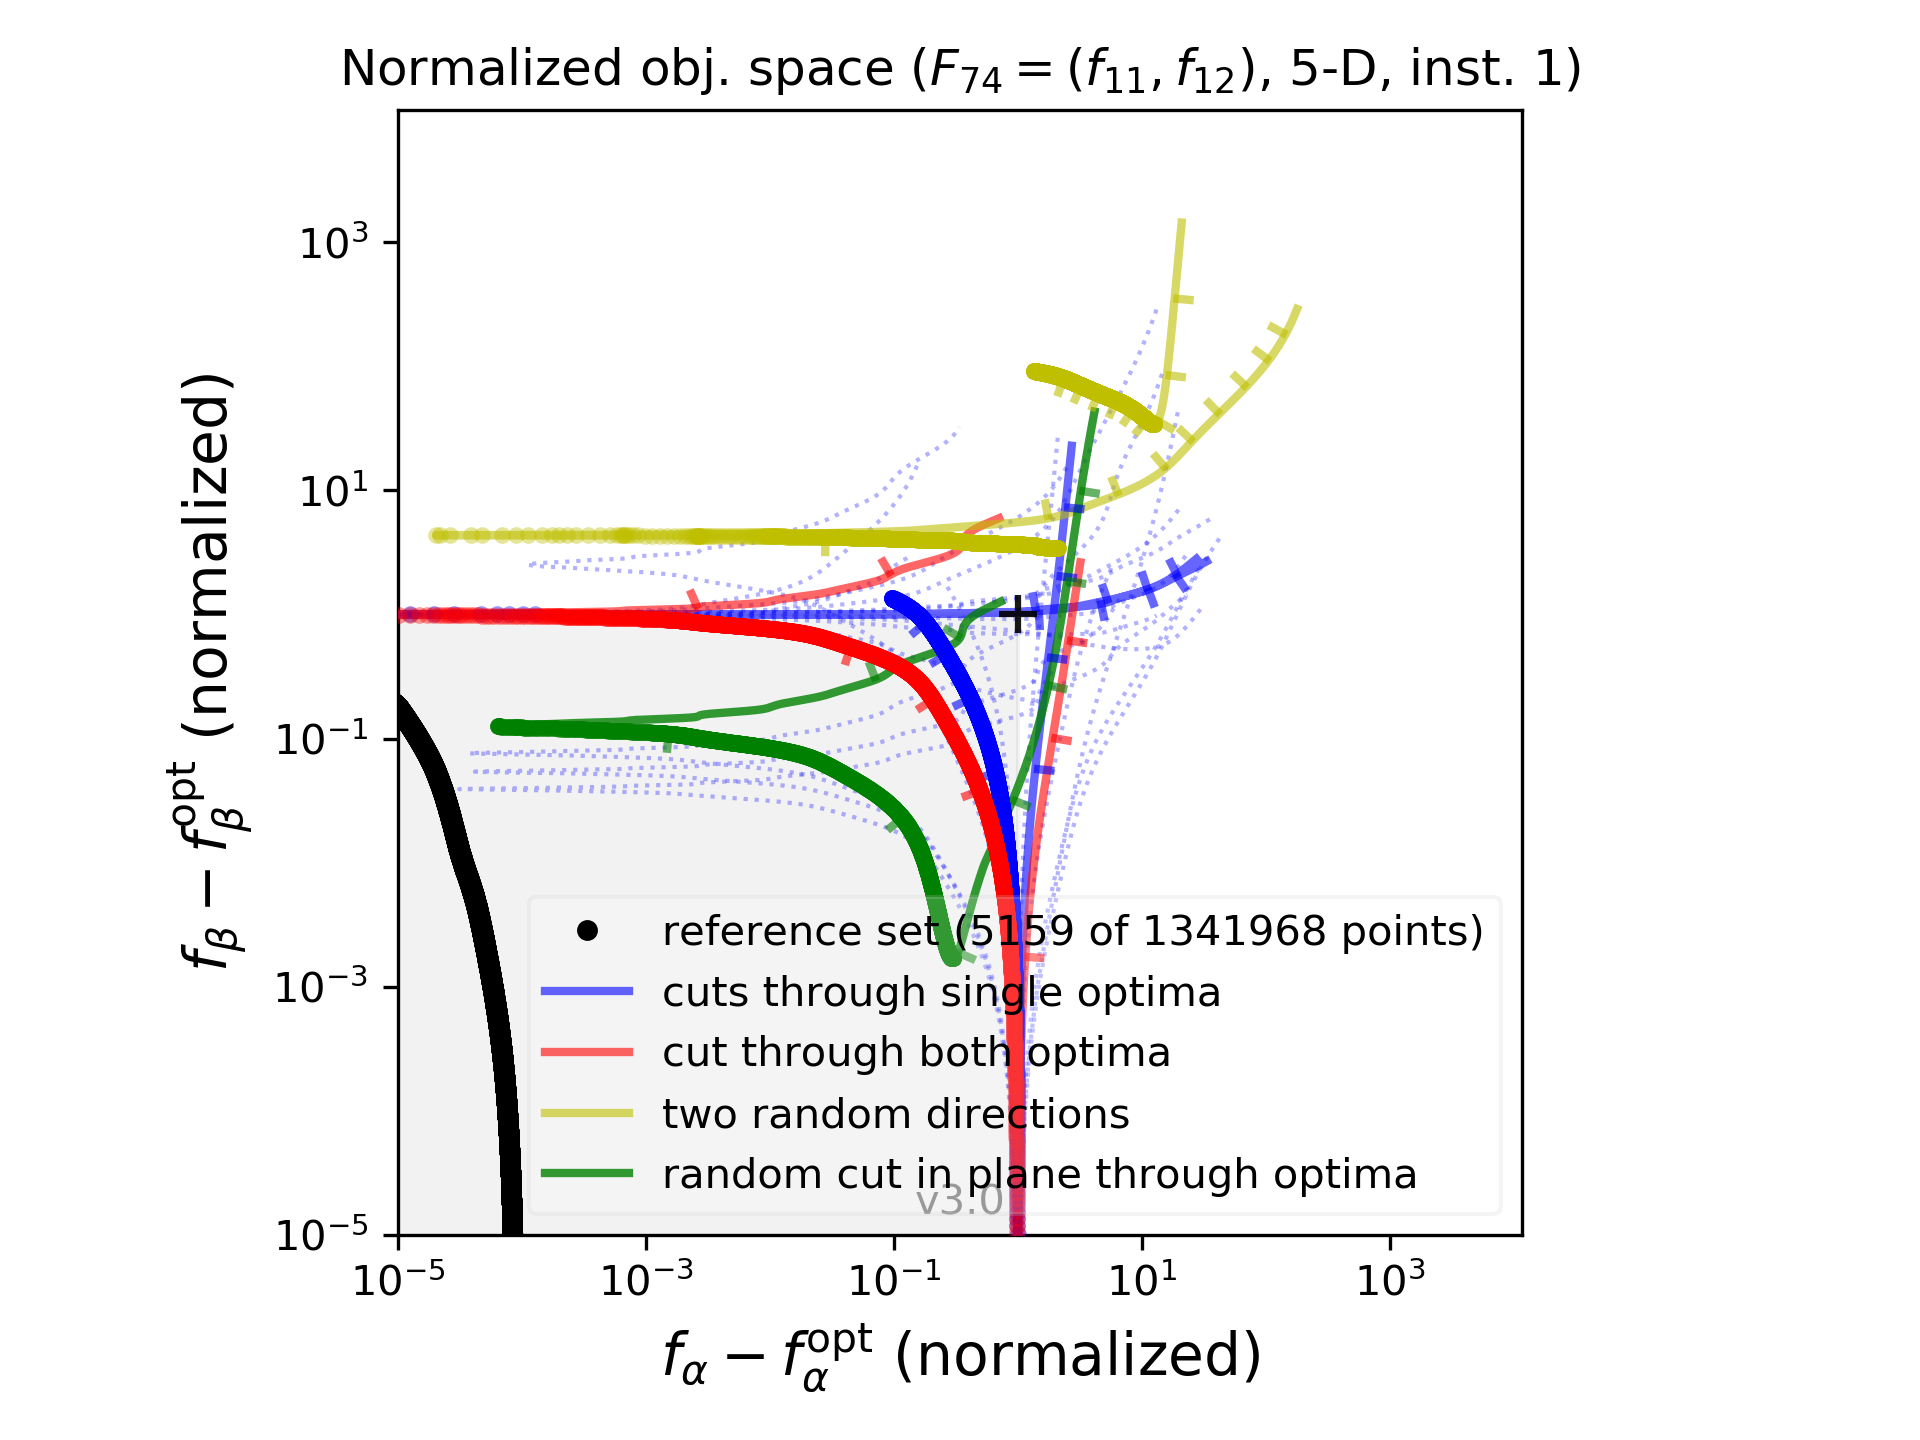 Normalized obj. space (F₇₄ = (f₁₁, f₁₂), 5-D, inst. 1)
10³
10¹
10⁻¹
10⁻³
10⁻⁵
f_β − f_β^opt (normalized)
reference set (5159 of 1341968 points)
cuts through single optima
cut through both optima
two random directions
random cut in plane through optima
v3.0
10⁻⁵ 10⁻³ 10⁻¹ 10¹ 10³
f_α − f_α^opt (normalized)